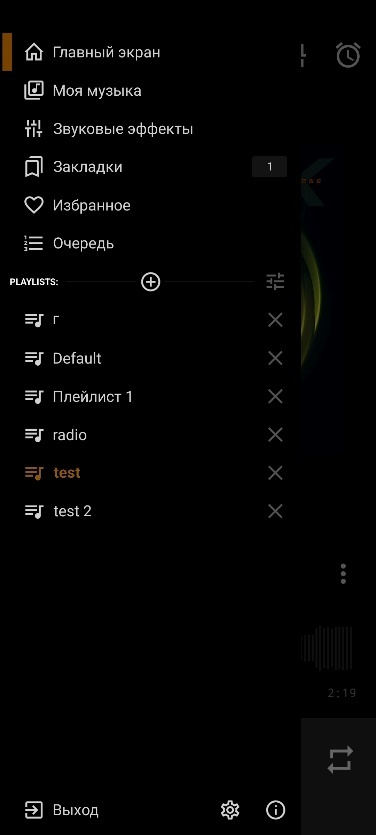 Главный экран
Моя музыка
Звуковые эффекты
Закладки 1
Избранное
Очередь
PLAYLISTS:
г
Default
Плейлист 1
radio
test
test 2
2:19
Выход